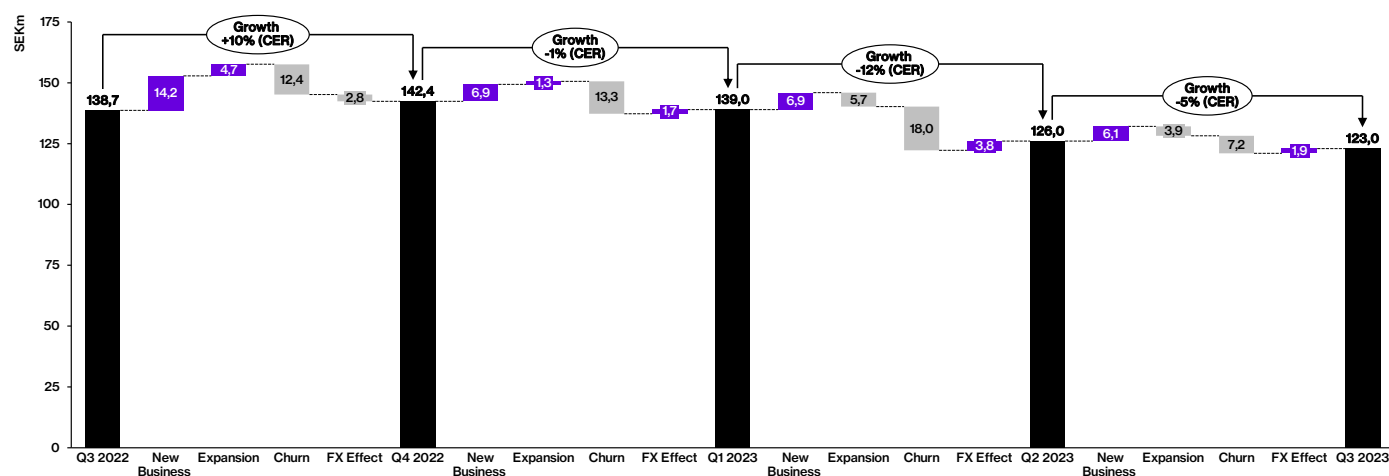 SEKm
175
150
125
100
75
50
25
0
Growth
+10% (CER)
Growth
-1% (CER)
Growth
-12% (CER)
Growth
-5% (CER)
138,7
14,2
4,7
12,4
2,8
142,4
6,9
1,3
13,3
1,7
139,0
6,9
5,7
18,0
3,8
126,0
6,1
3,9
7,2
1,9
123,0
Q3 2022
New
Business
Expansion
Churn
FX Effect
Q4 2022
New
Business
Expansion
Churn
FX Effect
Q1 2023
New
Business
Expansion
Churn
FX Effect
Q2 2023
New
Business
Expansion
Churn
FX Effect
Q3 2023